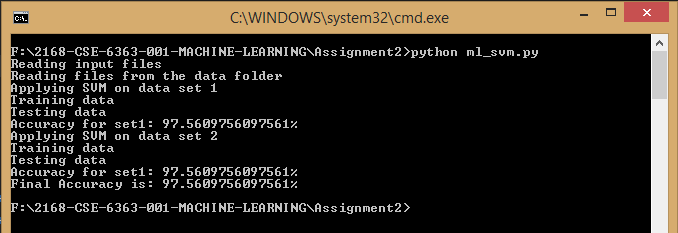 C:\WINDOWS\system32\cmd.exe
F:\2168-CSE-6363-001-MACHINE-LEARNING\Assignment2>python ml_svm.py
Reading input files
Reading files from the data folder
Applying SVM on data set 1
Training data
Testing data
Accuracy for set1: 97.5609756097561%
Applying SVM on data set 2
Training data
Testing data
Accuracy for set1: 97.5609756097561%
Final Accuracy is: 97.5609756097561%
F:\2168-CSE-6363-001-MACHINE-LEARNING\Assignment2>